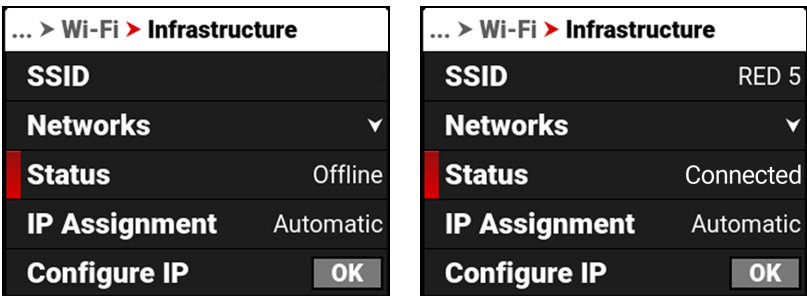 ... > Wi-Fi > Infrastructure
SSID
Networks
Status Offline
IP Assignment Automatic
Configure IP OK
... > Wi-Fi > Infrastructure
SSID RED 5
Networks
Status Connected
IP Assignment Automatic
Configure IP OK